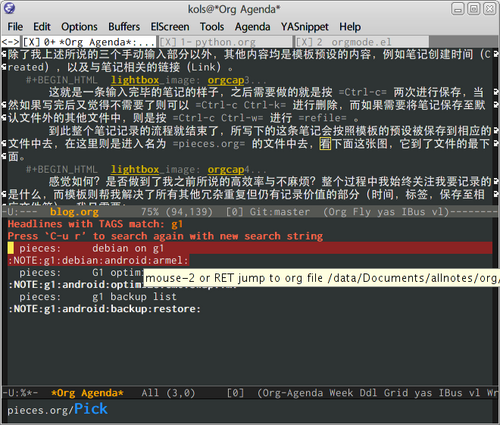 kols@*Org Agenda*
File Edit Options Buffers ElScreen Tools Agenda YASnippet Help
<-> [X] 0+ *Org Agenda*:... [X] 1- python.org [X] 2 orgmode.el
除了我上述所说的三个手动输入部分以外，其他内容均是模板预设的内容，例如笔记创建时间（C
reated），以及与笔记相关的链接（Link）。
#+BEGIN_HTML lightbox_image: orgcap3...
这就是一条输入完毕的笔记的样子，之后需要做的就是按 =Ctrl-c= 两次进行保存，当
然如果写完后又觉得不需要了则可以 =Ctrl-c Ctrl-k= 进行删除，而如果需要将笔记保存至默
认文件外的其他文件中，则是按 =Ctrl-c Ctrl-w= 进行 =refile= 。
到此整个笔记记录的流程就结束了，所写下的这条笔记会按照模板的预设被保存到相应的
文件中去，在这里则是进入名为 =pieces.org= 的文件中去，看下面这张图，它到了文件的最下
面。
#+BEGIN_HTML lightbox_image: orgcap4...
感觉如何？是否做到了我之前所说的高效率与不麻烦？整个过程中我始终关注我要记录的
是什么，而模板则帮我解决了所有其他冗杂重复但仍有记录价值的部分（时间，标签，保存至相
-U:--- blog.org 75% (94,139) [0] Git:master (Org Fly yas IBus vl)
Headlines with TAGS match: g1
Press `C-u r' to search again with new search string
pieces: debian on g1
:NOTE:g1:debian:android:armel:
pieces: G1 optimi
mouse-2 or RET jump to org file /data/Documents/allnotes/org/
:NOTE:g1:android:optimi
pieces: g1 backup list
:NOTE:g1:android:backup:restore:
-U:%*- *Org Agenda* All (3,0) [0] (Org-Agenda Week Ddl Grid yas IBus vl Wr
pieces.org/Pick